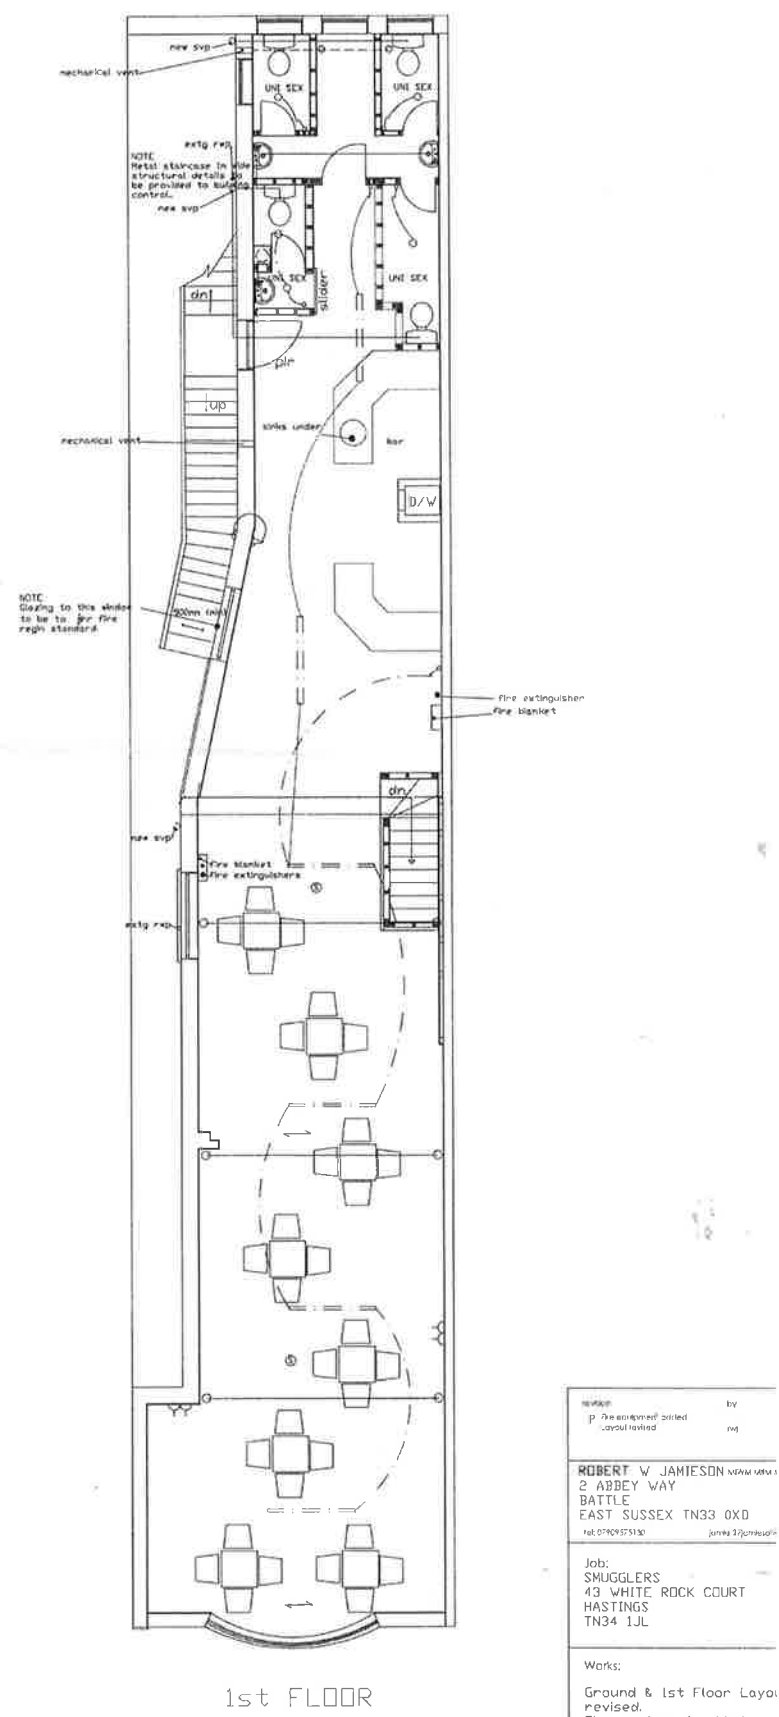 new svp
mechanical vent
UNI SEX
UNI SEX
extg rwp
NOTE
Metal staircase in
structural details to
be provided to building
control.
new svp
UNI SEX
slider
UNI SEX
dn
up
sinks under
bar
mechanical vent
D/W
NOTE
Glazing to this window
to be to fire
standard.
fire extinguisher
fire blanket
dn
new svp
fire blanket
fire extinguishers
extg rwp
S
S
1st FLOOR
revision by
P fire equipment added
Layout revised rwj
ROBERT W JAMIESON
2 ABBEY WAY
BATTLE
EAST SUSSEX TN33 0XD
Job:
SMUGGLERS
43 WHITE ROCK COURT
HASTINGS
TN34 1JL
Works:
Ground & 1st Floor Layou
revised.